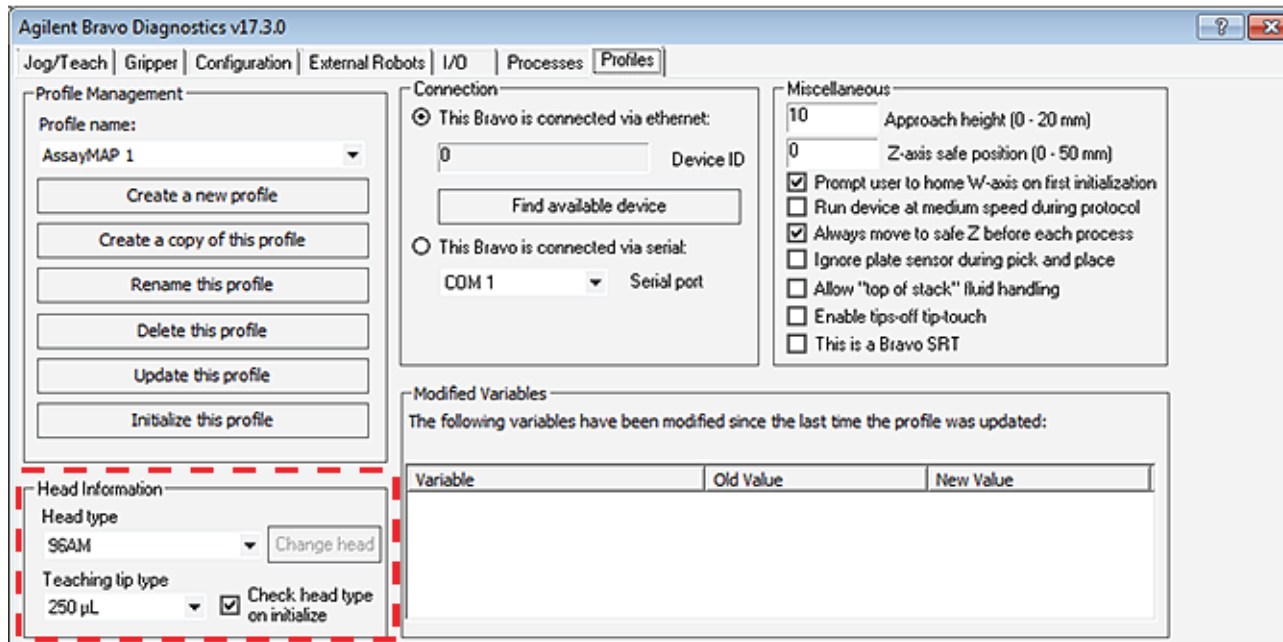 Agilent Bravo Diagnostics v17.3.0
Jog/Teach Gripper Configuration External Robots I/O Processes Profiles
Profile Management
Profile name:
AssayMAP 1
Create a new profile
Create a copy of this profile
Rename this profile
Delete this profile
Update this profile
Initialize this profile
Head Information
Head type
96AM Change head
Teaching tip type
250 µL
Check head type
on initialize
Connection
This Bravo is connected via ethernet:
0 Device ID
Find available device
This Bravo is connected via serial:
COM 1 Serial port
Miscellaneous
10 Approach height (0 - 20 mm)
0 Z-axis safe position (0 - 50 mm)
Prompt user to home W-axis on first initialization
Run device at medium speed during protocol
Always move to safe Z before each process
Ignore plate sensor during pick and place
Allow "top of stack" fluid handling
Enable tips-off tip-touch
This is a Bravo SRT
Modified Variables
The following variables have been modified since the last time the profile was updated:
Variable Old Value New Value